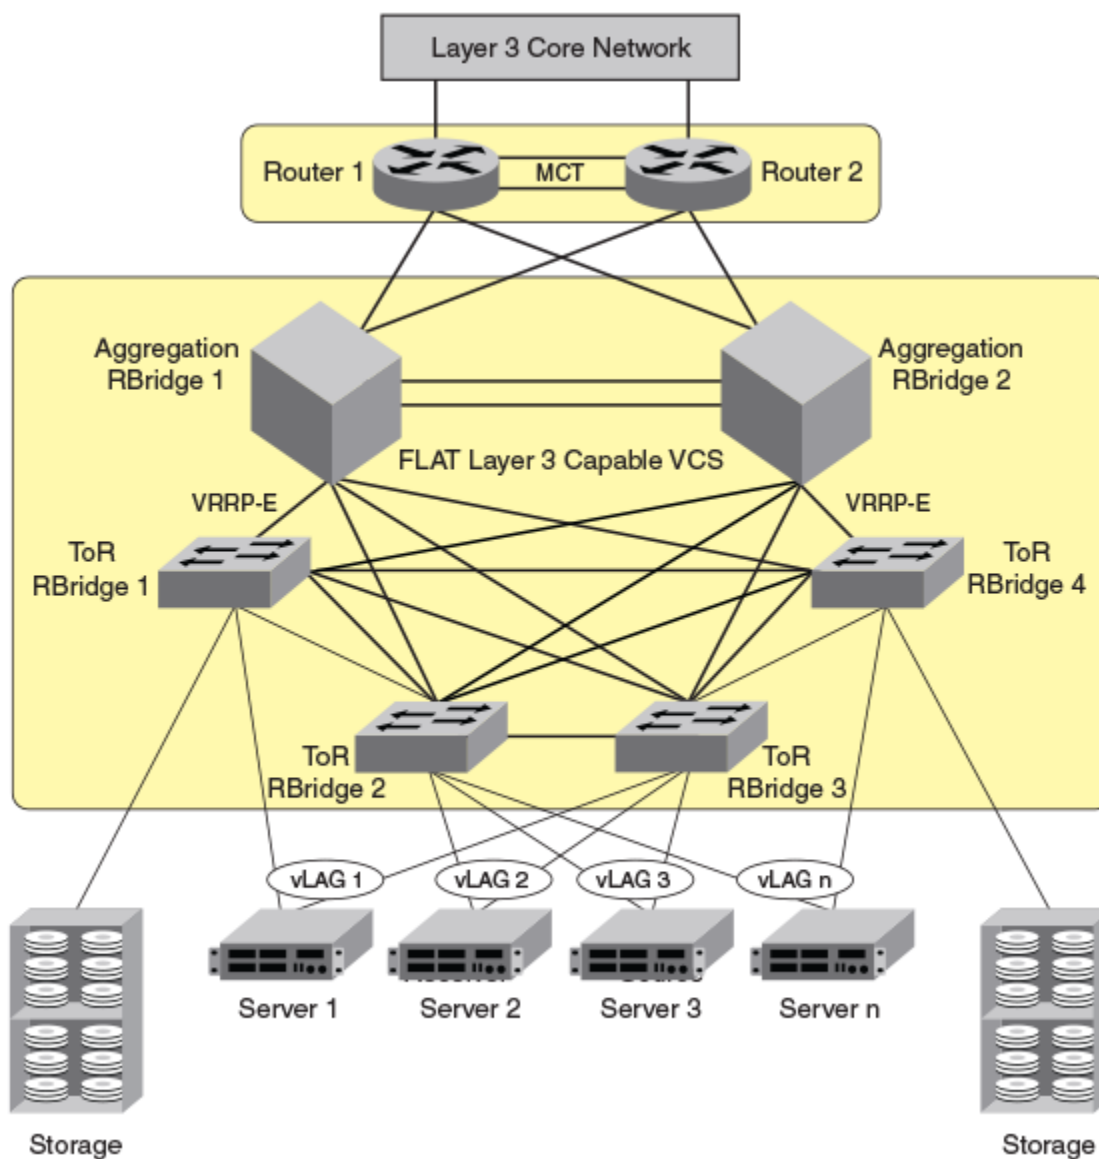 Layer 3 Core Network
Router 1
MCT
Router 2
Aggregation
RBridge 1
Aggregation
RBridge 2
FLAT Layer 3 Capable VCS
VRRP-E
VRRP-E
ToR
RBridge 1
ToR
RBridge 4
ToR
RBridge 2
ToR
RBridge 3
vLAG 1
vLAG 2
vLAG 3
vLAG n
Server 1
Server 2
Server 3
Server n
Storage
Storage